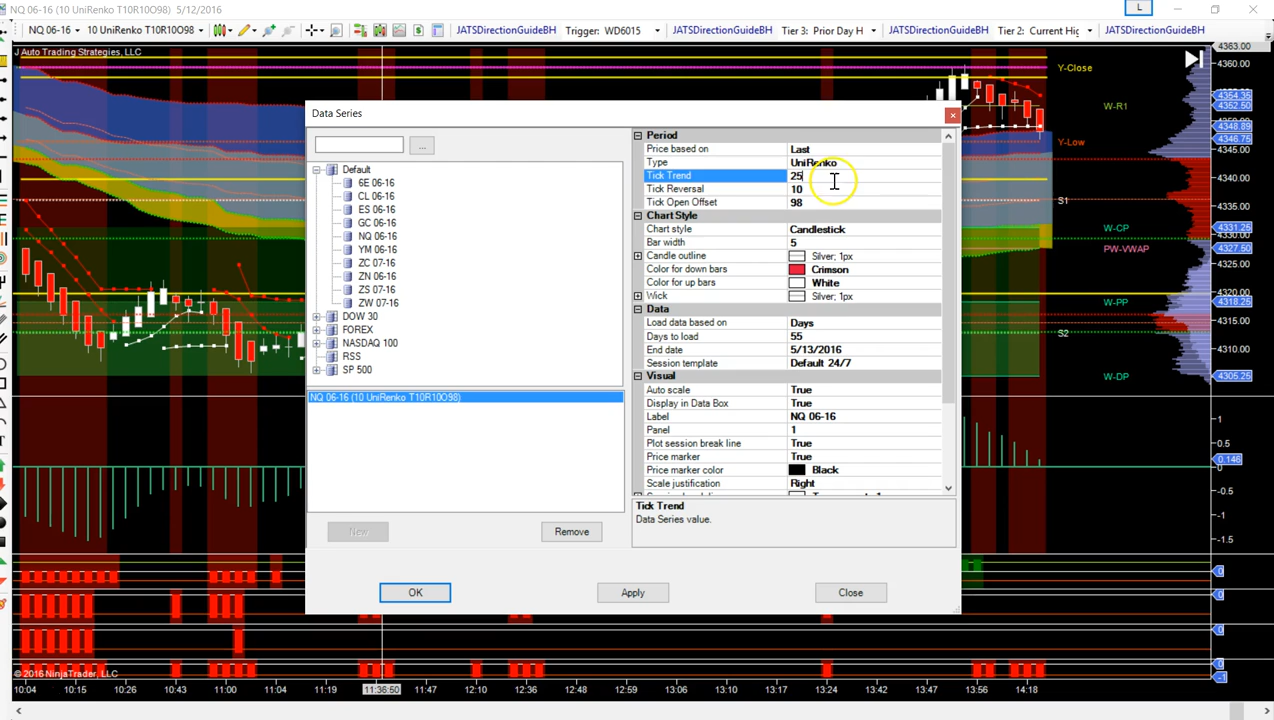 NQ 06-16 (10 UniRenko T10R10O98) 5/12/2016
L
NQ 06-16
10 UniRenko T10R10O98
JATSDirectionGuideBH
Trigger: WD6015
JATSDirectionGuideBH
Tier 3: Prior Day H
JATSDirectionGuideBH
Tier 2: Current Hig
JATSDirectionGuideBH
J Auto Trading Strategies, LLC
Data Series
...
Default
6E 06-16
CL 06-16
ES 06-16
GC 06-16
NQ 06-16
YM 06-16
ZC 07-16
ZN 06-16
ZS 07-16
ZW 07-16
DOW 30
FOREX
NASDAQ 100
RSS
SP 500
NQ 06-16 (10 UniRenko T10R10O98)
New
Remove
Period
Price based on Last
Type UniRenko
Tick Trend 25
Tick Reversal 10
Tick Open Offset 98
Chart Style
Chart style Candlestick
Bar width 5
Candle outline Silver; 1px
Color for down bars Crimson
Color for up bars White
Wick Silver; 1px
Data
Load data based on Days
Days to load 55
End date 5/13/2016
Session template Default 24/7
Visual
Auto scale True
Display in Data Box True
Label NQ 06-16
Panel 1
Plot session break line True
Price marker True
Price marker color Black
Scale justification Right
Tick Trend
Data Series value.
OK
Apply
Close
Y-Close
W-R1
Y-Low
S1
W-CP
PW-VWAP
W-PP
S2
W-DP
4363.00
4360.00
4354.35
4352.50
4348.89
4346.75
4345.00
4340.00
4335.00
4331.25
4330.00
4327.50
4325.00
4320.00
4318.25
4315.00
4310.00
4305.25
1
0.5
0.146
0
-0.5
-1
-1.5
0
0
0
0
-1
© 2016 NinjaTrader, LLC
10:04 10:15 10:26 10:43 11:00 11:04 11:19 11:36:50 11:47 12:10 12:36 12:48 12:59 13:06 13:10 13:17 13:24 13:42 13:47 13:56 14:18